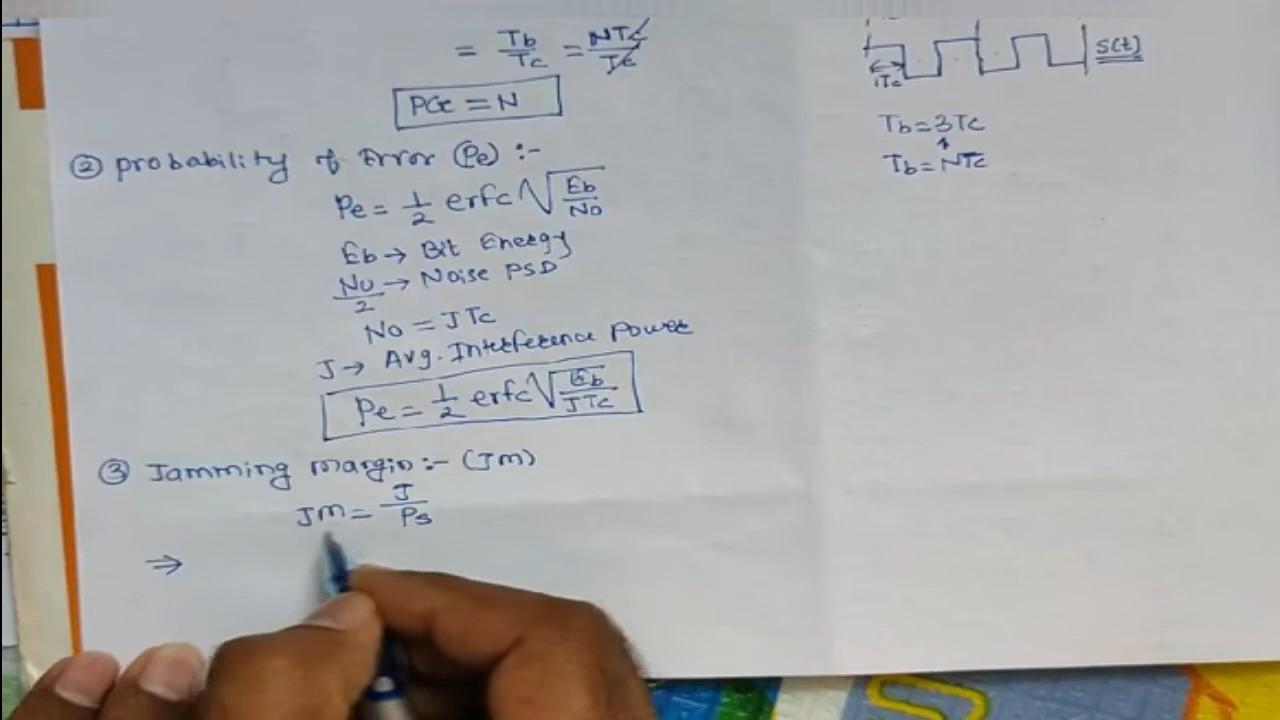 = Tb/Tc = NTc/Tc
PG = N
② probability of Error (Pe) :-
Pe = 1/2 erfc √(Eb/No)
Eb → Bit Energy
No/2 → Noise PSD
No = JTc
J → Avg. Interference Power
Pe = 1/2 erfc √(Eb/JTc)
③ Jamming margin :- (Jm)
Jm = J/Ps
⇒
S(t)
1Tc
Tb = 3Tc
↑
Tb = NTc